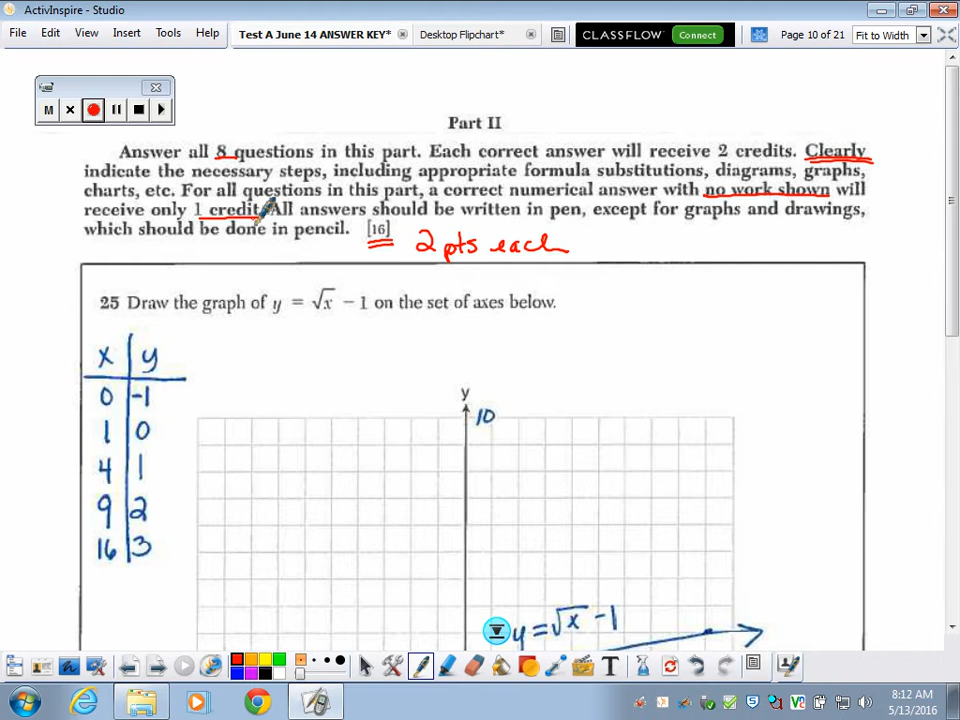 ActivInspire - Studio
File Edit View Insert Tools Help Test A June 14 ANSWER KEY* Desktop Flipchart* CLASSFLOW Connect Page 10 of 21 Fit to Width
M
Part II
Answer all 8 questions in this part. Each correct answer will receive 2 credits. Clearly
indicate the necessary steps, including appropriate formula substitutions, diagrams, graphs,
charts, etc. For all questions in this part, a correct numerical answer with no work shown will
receive only 1 credit. All answers should be written in pen, except for graphs and drawings,
which should be done in pencil. [16]
2 pts each
25 Draw the graph of y = √x − 1 on the set of axes below.
x y
0 -1
1 0
4 1
9 2
16 3
y
10
y = √x - 1
T
8:12 AM
5/13/2016